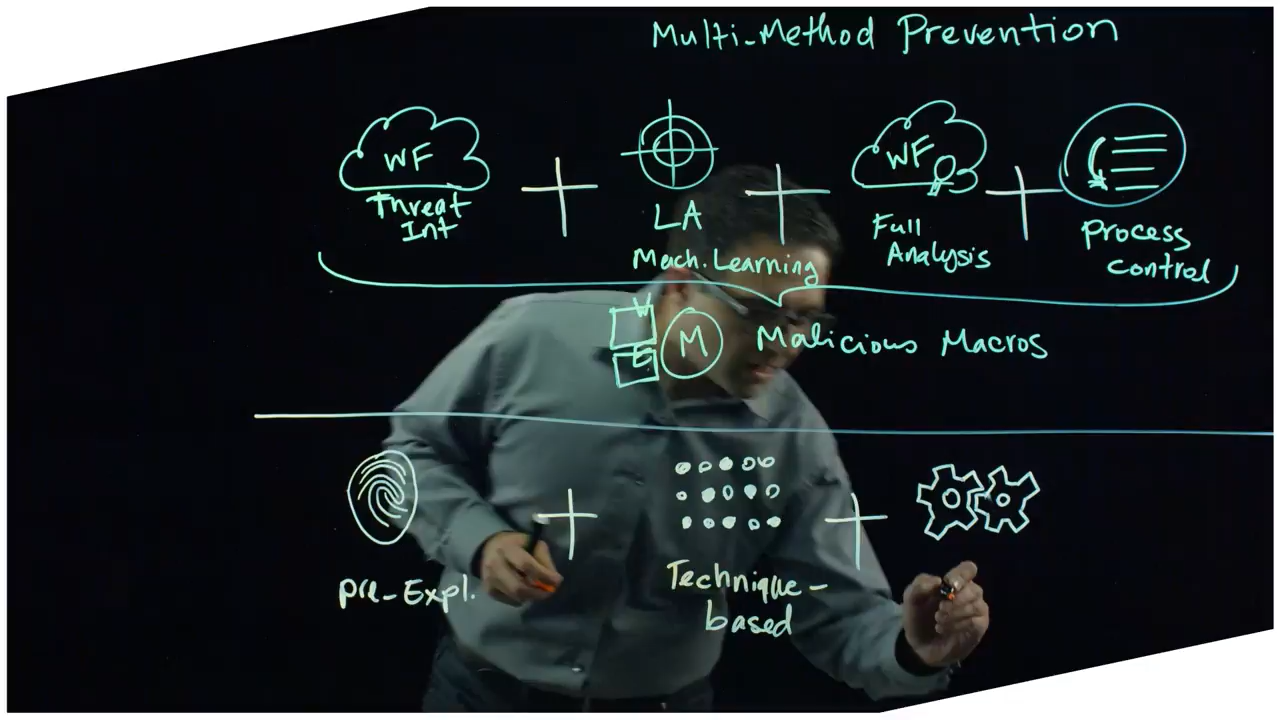 Multi-Method Prevention
WF
Threat
Int
LA
Mach. Learning
WF
Full
Analysis
Process
control
W
E
M
Malicious Macros
Pre-Expl.
Technique-
based